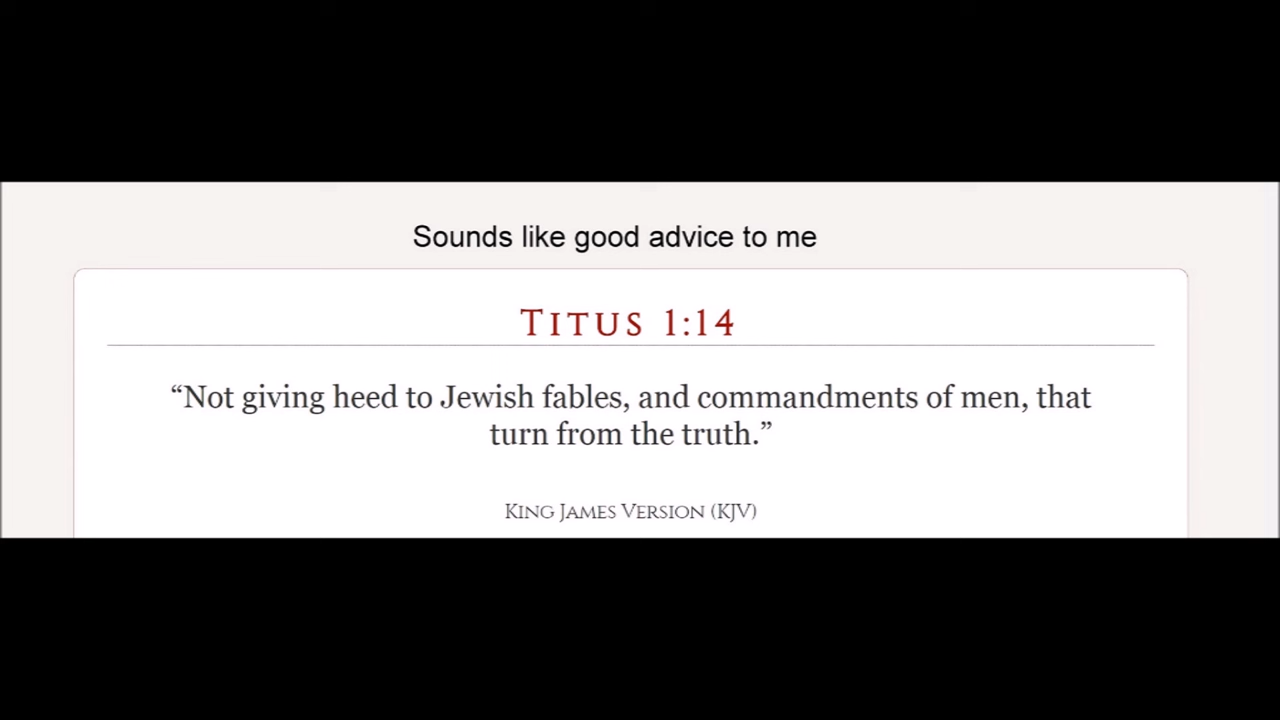 Sounds like good advice to me
TITUS 1:14
“Not giving heed to Jewish fables, and commandments of men, that
turn from the truth.”
KING JAMES VERSION (KJV)